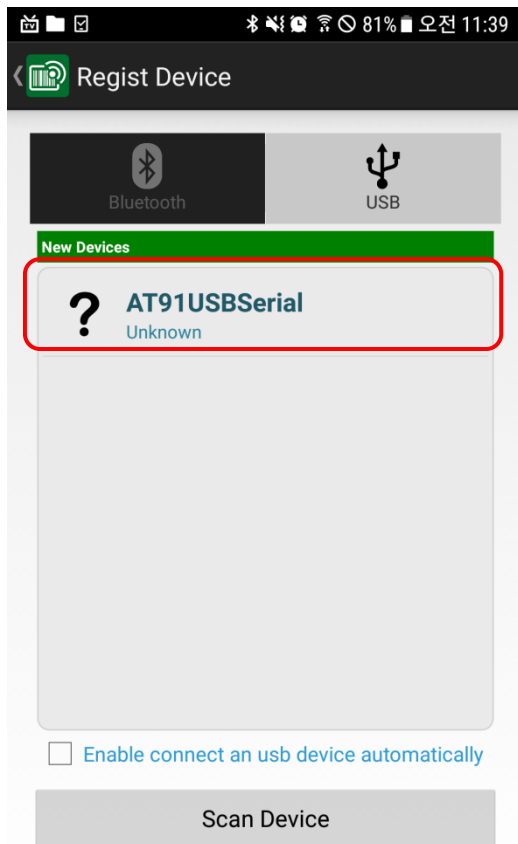 TV 81% 오전 11:39
Regist Device
Bluetooth USB
New Devices
AT91USBSerial
Unknown
Enable connect an usb device automatically
Scan Device